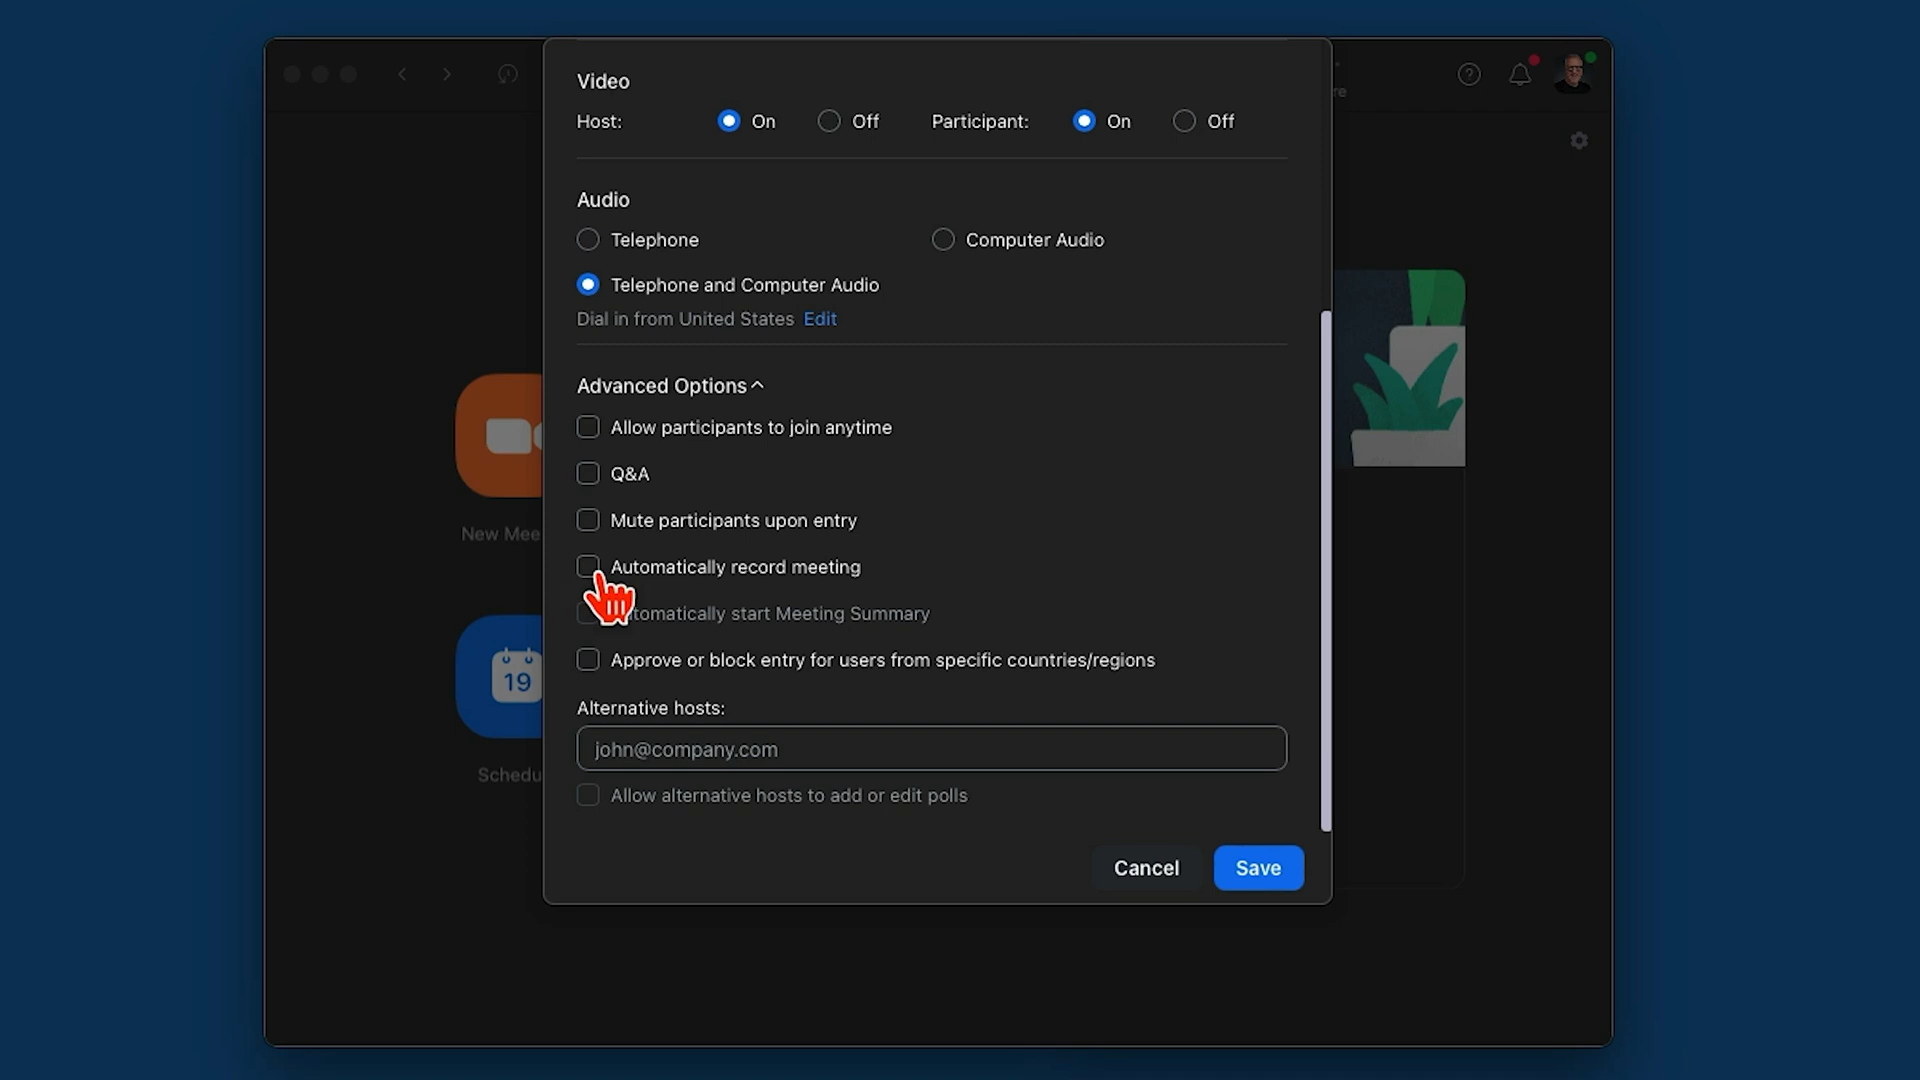 Video
Host: On Off Participant: On Off
re
Audio
Telephone Computer Audio
Telephone and Computer Audio
Dial in from United States Edit
Advanced Options
Allow participants to join anytime
Q&A
Mute participants upon entry
New Mee
Automatically record meeting
tomatically start Meeting Summary
Approve or block entry for users from specific countries/regions
19
Alternative hosts:
john@company.com
Schedu
Allow alternative hosts to add or edit polls
Cancel Save